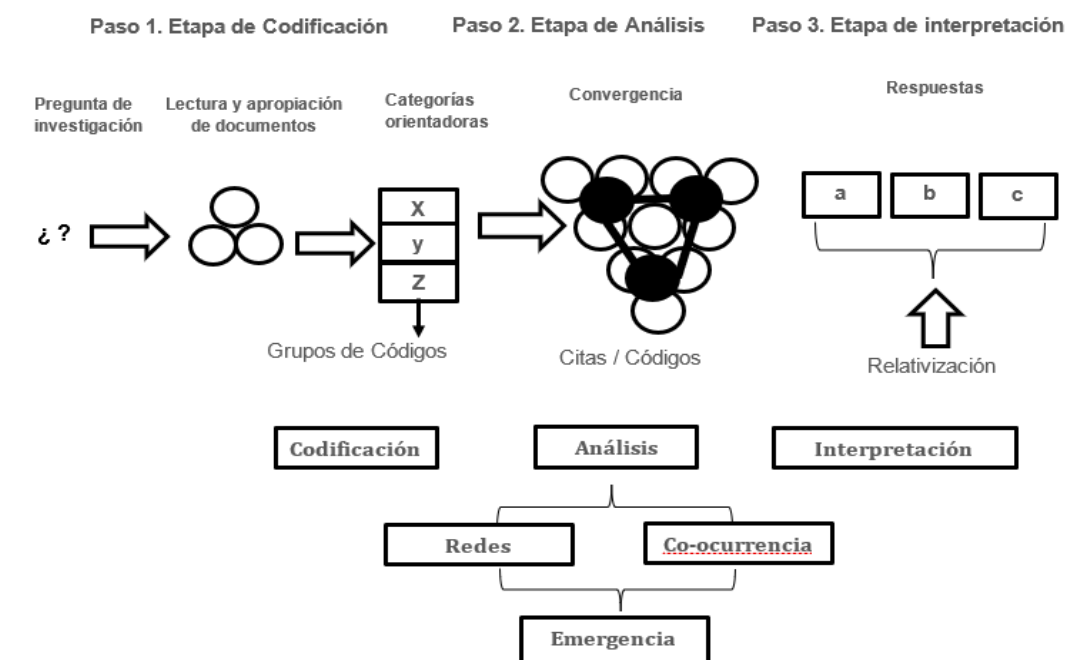 Paso 1. Etapa de Codificación
Paso 2. Etapa de Análisis
Paso 3. Etapa de interpretación
Pregunta de
investigación
Lectura y apropiación
de documentos
Categorías
orientadoras
Convergencia
Respuestas
¿ ?
X
y
Z
a
b
c
Grupos de Códigos
Citas / Códigos
Relativización
Codificación
Análisis
Interpretación
Redes
Co-ocurrencia
Emergencia